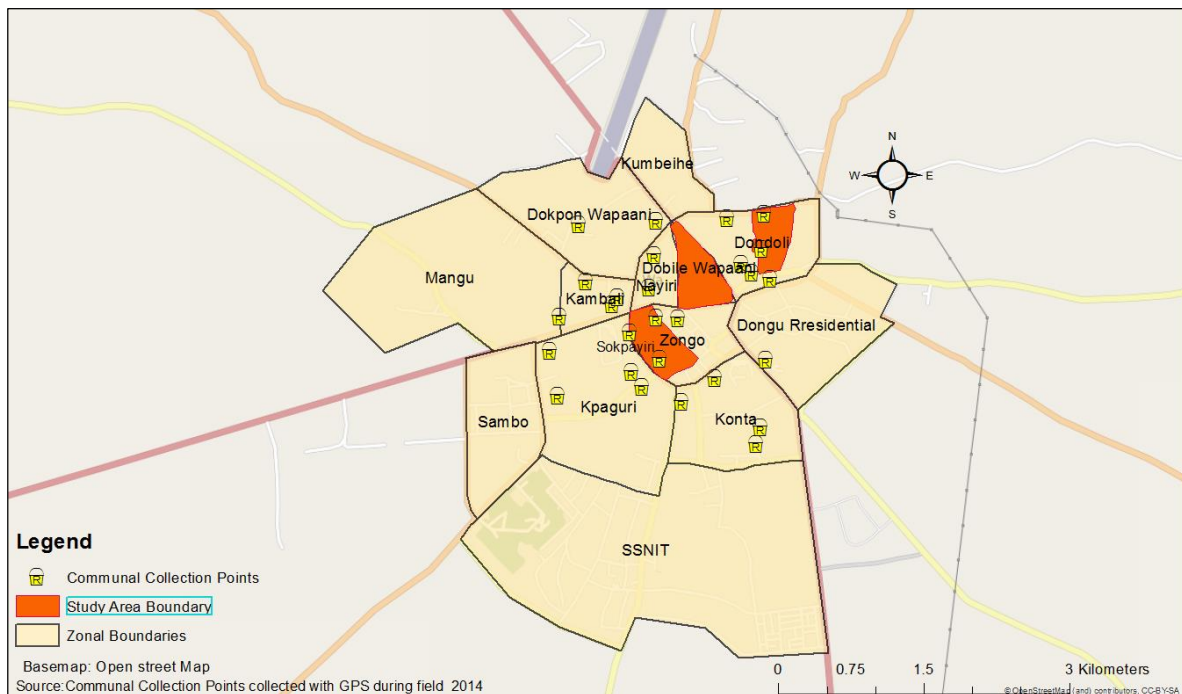 N
W E
S
Kumbeihe
Dokpon Wapaani
Dondoli
Mangu
Dobile Wapaani
Nayiri
Kambali
Dongu Rresidential
Zongo
Sokpayiri
Kpaguri
Sambo
Konta
SSNIT
Legend
R Communal Collection Points
Study Area Boundary
Zonal Boundaries
Basemap: Open street Map
Source:Communal Collection Points collected with GPS during field 2014
0 0.75 1.5 3 Kilometers
© OpenStreetMap (and) contributors, CC-BY-SA